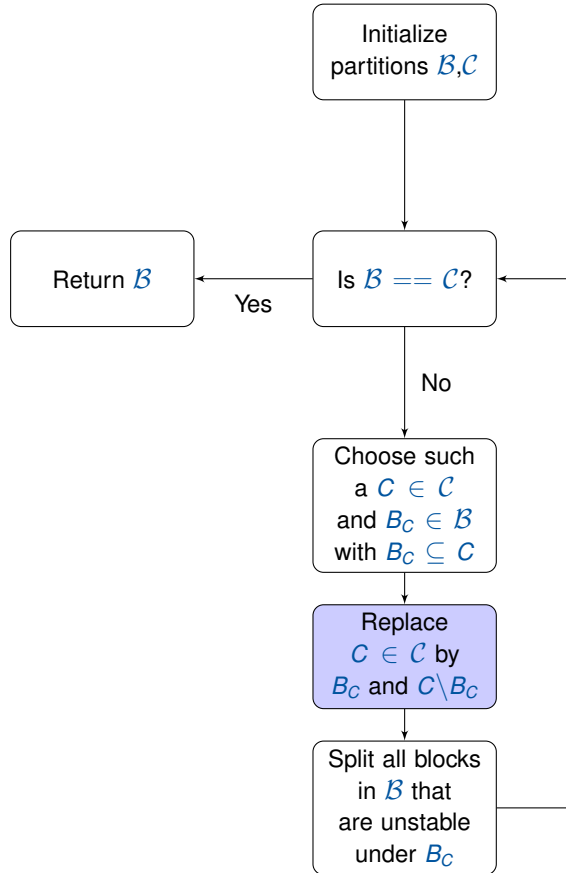 Initialize
partitions ℬ,𝒞
Return ℬ
Is ℬ == 𝒞?
Yes
No
Choose such
a C ∈ 𝒞
and B_C ∈ ℬ
with B_C ⊆ C
Replace
C ∈ 𝒞 by
B_C and C\B_C
Split all blocks
in ℬ that
are unstable
under B_C